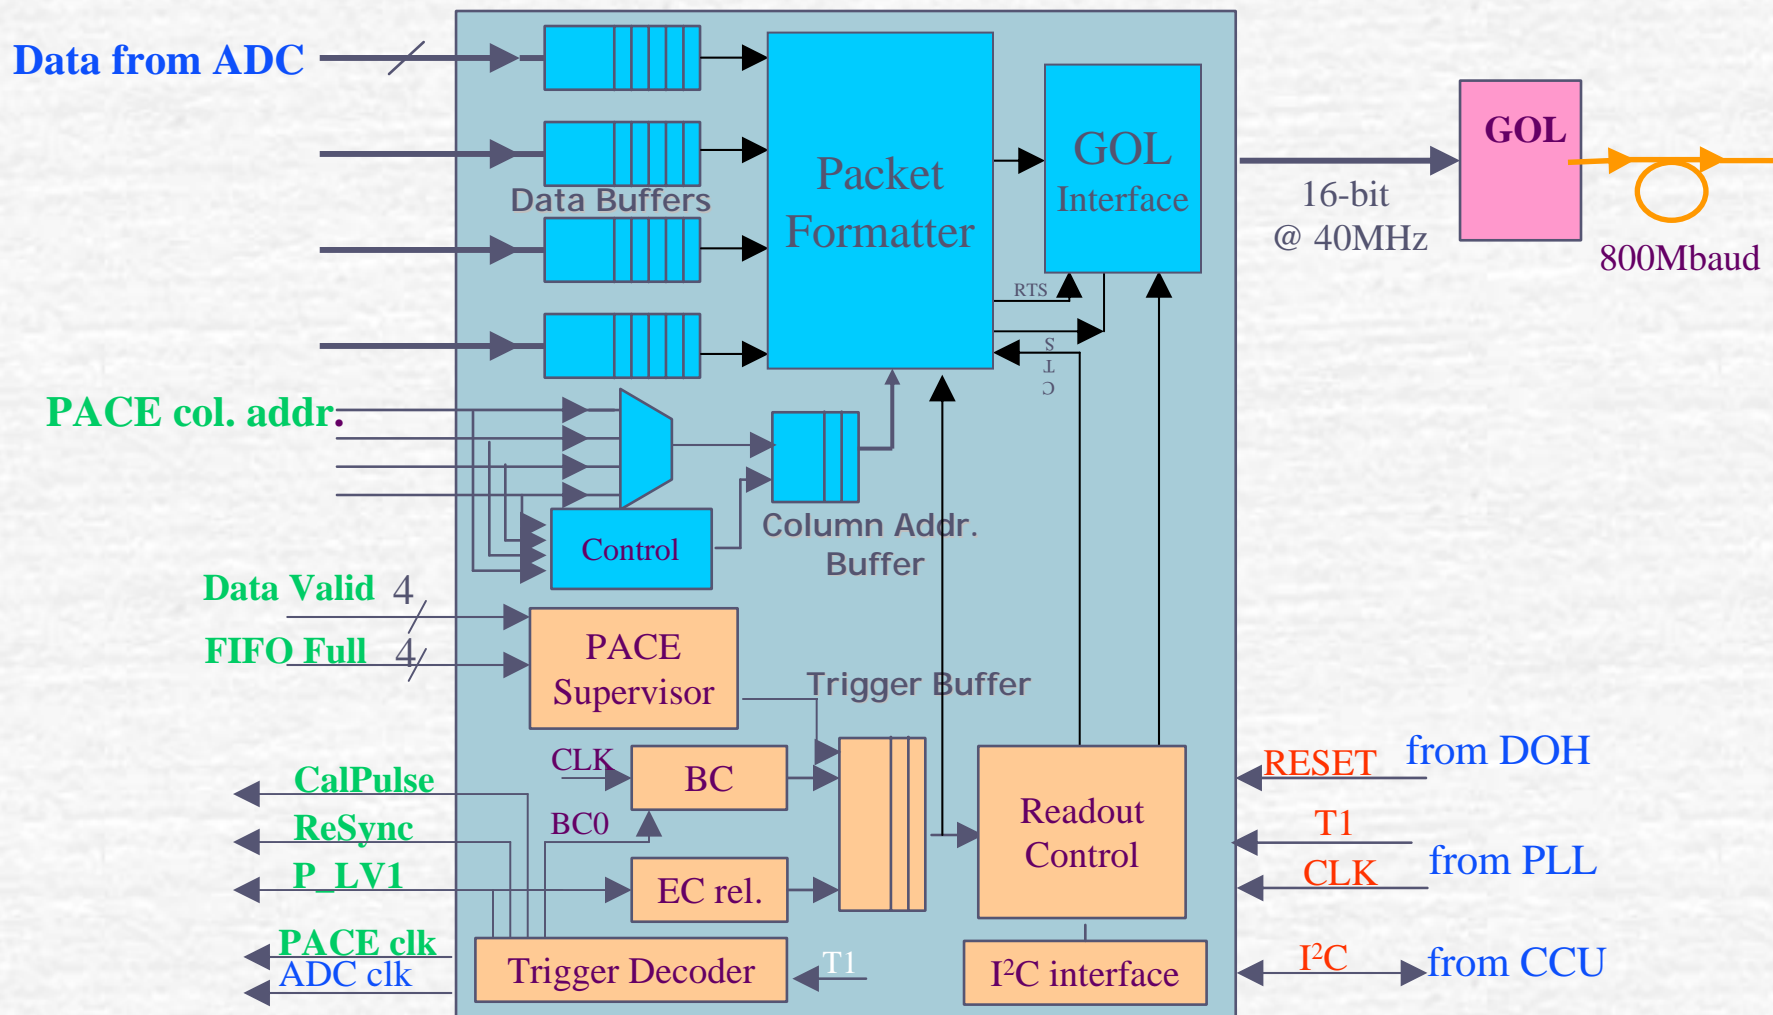 Data from ADC
Data Buffers
Packet
Formatter
GOL
Interface
16-bit
@ 40MHz
GOL
800Mbaud
RTS
CTS
PACE col. addr.
Control
Column Addr.
Buffer
Data Valid 4
FIFO Full 4
PACE
Supervisor
Trigger Buffer
CLK
BC
BC0
EC rel.
CalPulse
ReSync
P_LV1
PACE clk
ADC clk
Trigger Decoder
T1
Readout
Control
I²C interface
RESET from DOH
T1
CLK
from PLL
I²C from CCU